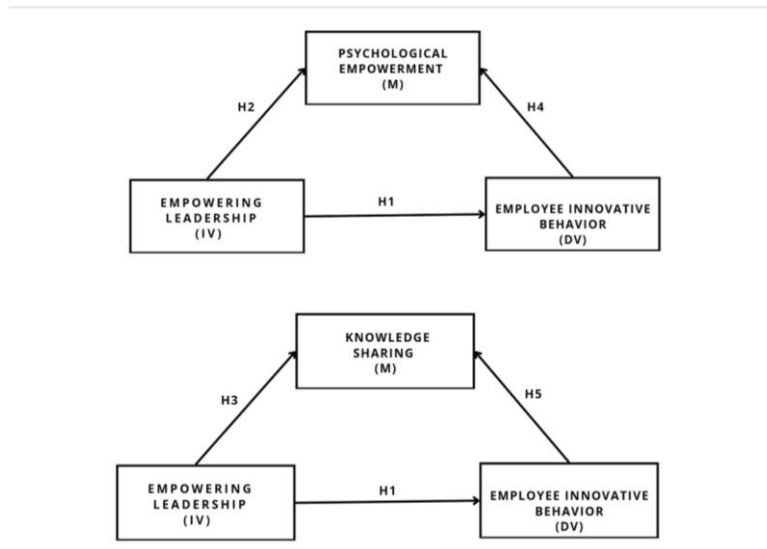 PSYCHOLOGICAL
EMPOWERMENT
(M)
H2
H4
EMPOWERING
LEADERSHIP
(IV)
H1
EMPLOYEE INNOVATIVE
BEHAVIOR
(DV)
KNOWLEDGE
SHARING
(M)
H3
H5
EMPOWERING
LEADERSHIP
(IV)
H1
EMPLOYEE INNOVATIVE
BEHAVIOR
(DV)